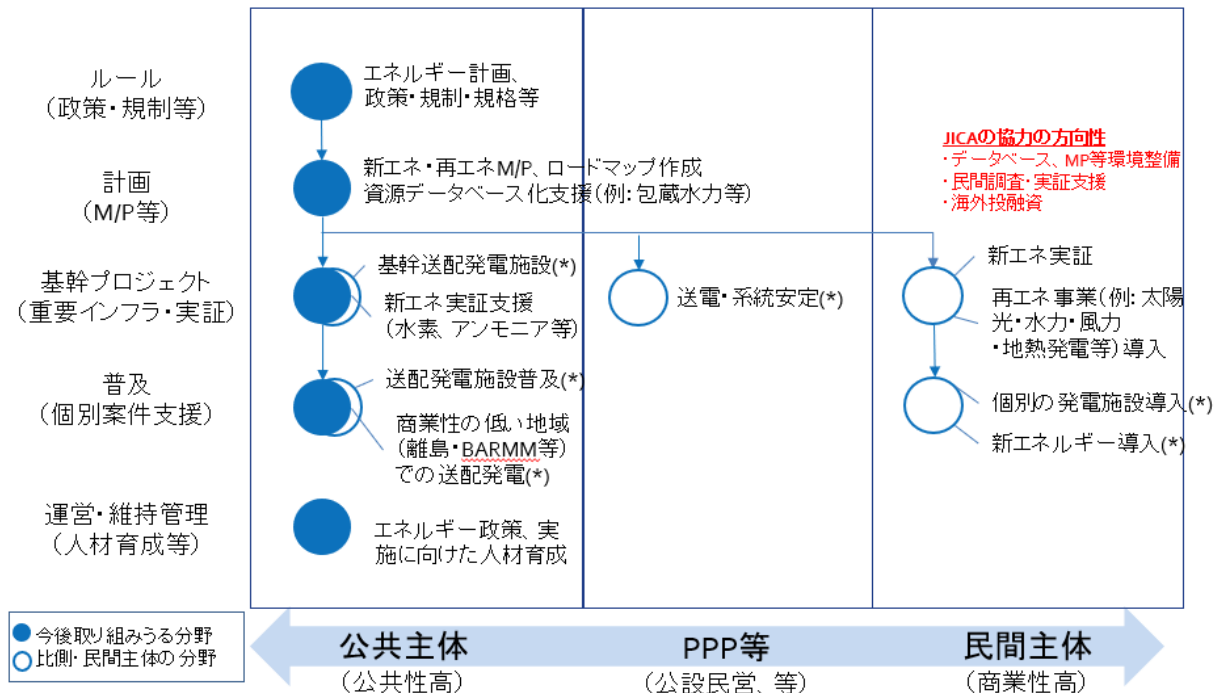 ルール
(政策・規制等)
エネルギー計画、
政策・規制・規格等
JICAの協力の方向性
・データベース、MP等環境整備
・民間調査・実証支援
・海外投融資
計画
(M/P等)
新エネ・再エネM/P、ロードマップ作成
資源データベース化支援(例:包蔵水力等)
基幹プロジェクト
(重要インフラ・実証)
基幹送配発電施設(*)
新エネ実証支援
(水素、アンモニア等)
送電・系統安定(*)
新エネ実証
再エネ事業(例:太陽
光・水力・風力
・地熱発電等)導入
普及
(個別案件支援)
送配発電施設普及(*)
商業性の低い地域
(離島・BARMM等)
での送配発電(*)
個別の発電施設導入(*)
新エネルギー導入(*)
運営・維持管理
(人材育成等)
エネルギー政策、実
施に向けた人材育成
今後取り組みうる分野
比側・民間主体の分野
公共主体
(公共性高)
PPP等
(公設民営、等)
民間主体
(商業性高)